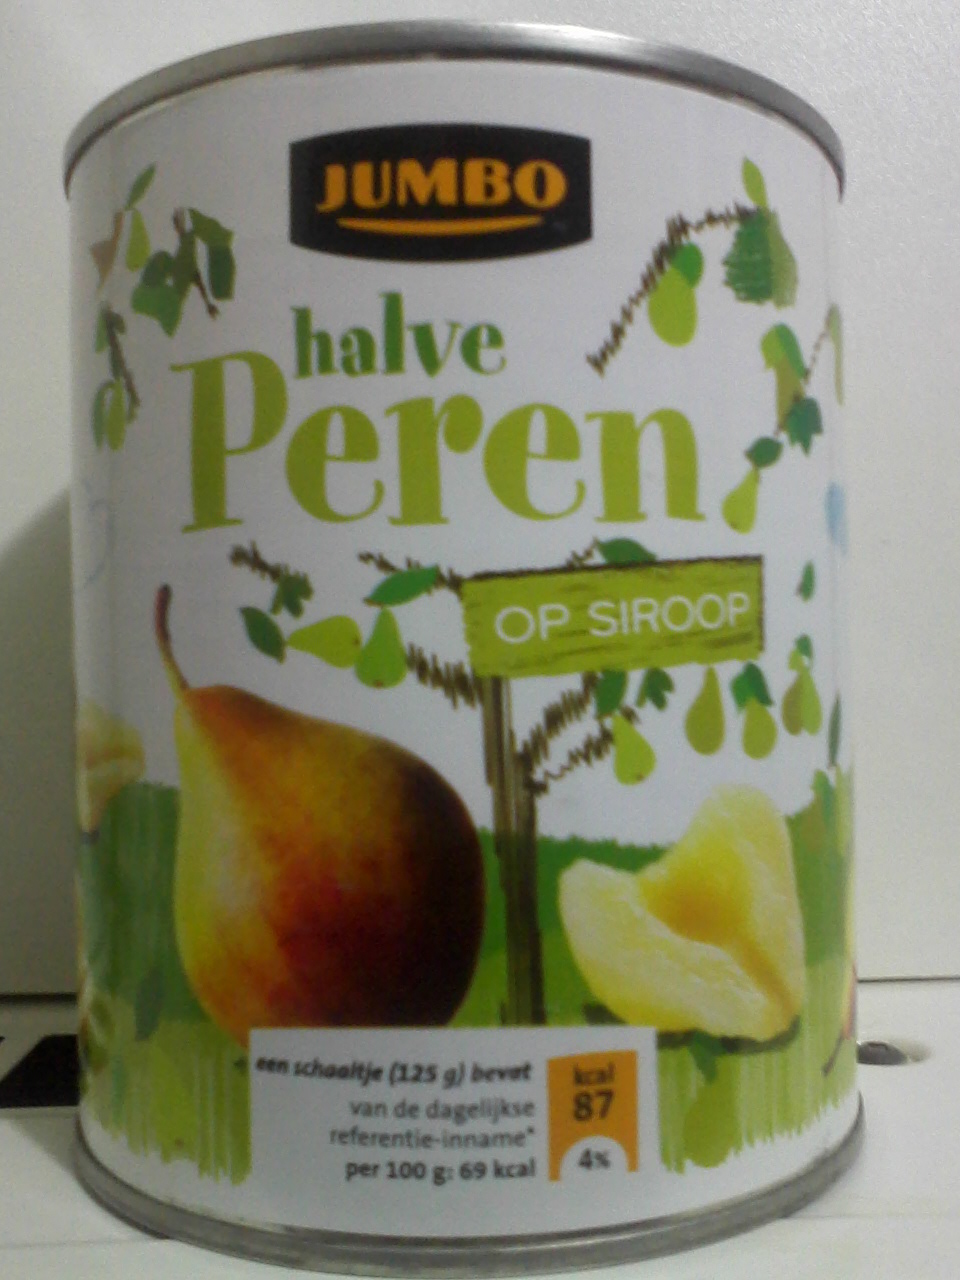 JUMBO
halve
Peren
OP SIROOP
een schaaltje (125 g) bevat
van de dagelijkse
referentie-inname*
per 100 g: 69 kcal
kcal
87
4%